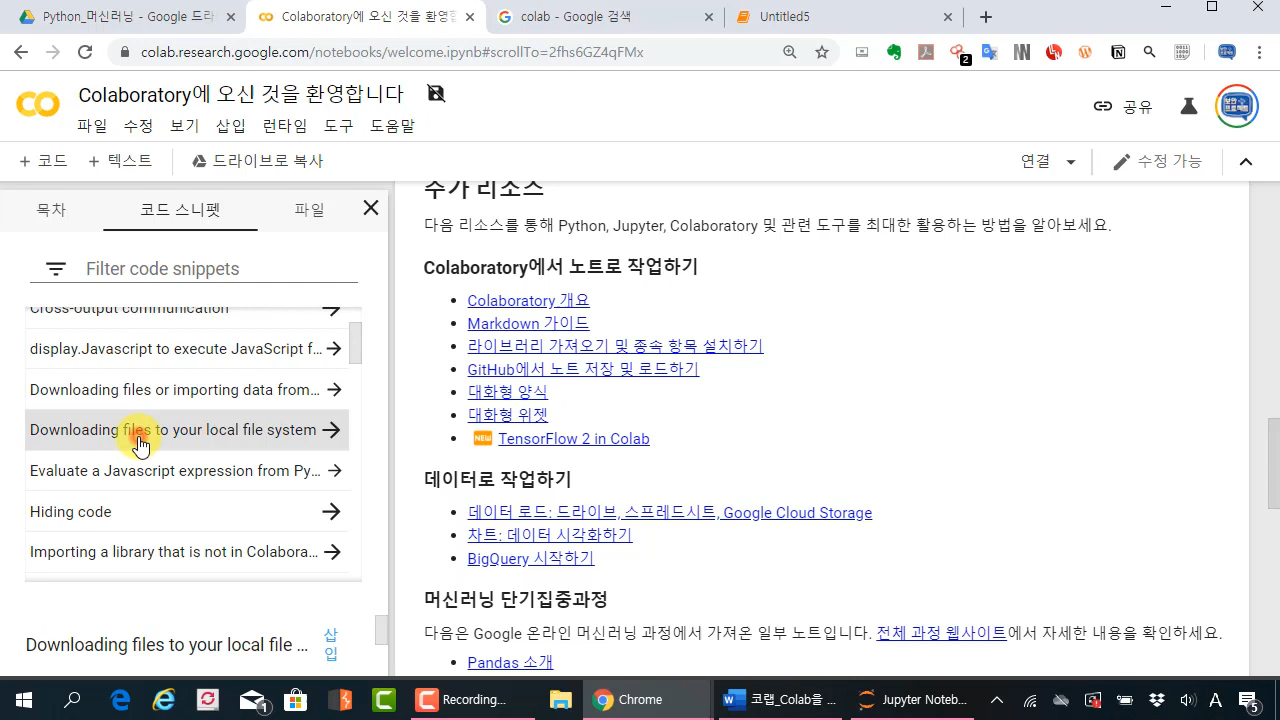 Python_머신러닝 - Google 드라
Colaboratory에 오신 것을 환영합
colab - Google 검색
Untitled5
colab.research.google.com/notebooks/welcome.ipynb#scrollTo=2fhs6GZ4qFMx
2
Colaboratory에 오신 것을 환영합니다
파일 수정 보기 삽입 런타임 도구 도움말
공유
+ 코드 + 텍스트 드라이브로 복사
연결 수정 가능
목차 코드 스니펫 파일
Filter code snippets
Cross-output communication
display.Javascript to execute JavaScript f...
Downloading files or importing data from...
Downloading files to your local file system
Evaluate a Javascript expression from Py...
Hiding code
Importing a library that is not in Colabora...
Downloading files to your local file ...
삽
입
추가 리소스
다음 리소스를 통해 Python, Jupyter, Colaboratory 및 관련 도구를 최대한 활용하는 방법을 알아보세요.
Colaboratory에서 노트로 작업하기
Colaboratory 개요
Markdown 가이드
라이브러리 가져오기 및 종속 항목 설치하기
GitHub에서 노트 저장 및 로드하기
대화형 양식
대화형 위젯
NEW TensorFlow 2 in Colab
데이터로 작업하기
데이터 로드: 드라이브, 스프레드시트, Google Cloud Storage
차트: 데이터 시각화하기
BigQuery 시작하기
머신러닝 단기집중과정
다음은 Google 온라인 머신러닝 과정에서 가져온 일부 노트입니다. 전체 과정 웹사이트에서 자세한 내용을 확인하세요.
Pandas 소개
1
Recording...
Chrome
코랩_Colab을 ...
Jupyter Noteb...
A
5